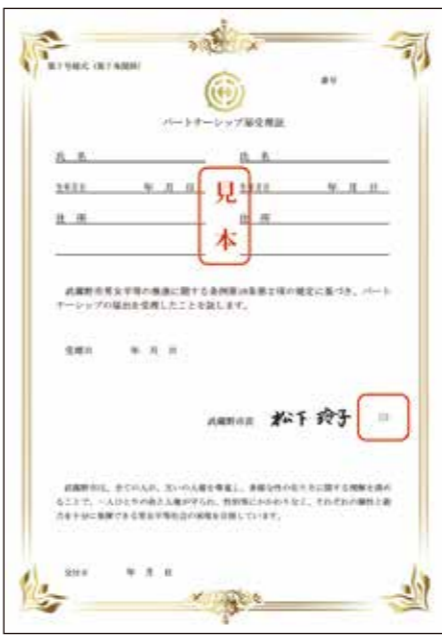 第7号様式(第7条関係)
番号
パートナーシップ届受理証
氏 名 氏 名
生年月日 年 月 日 生年月日 年 月 日
住 所 住 所
見本
武蔵野市男女平等の推進に関する条例第 条第2項の規定に基づき、パート
ナーシップの届出を受理したことを証します。
受理日 年 月 日
武蔵野市長 松下 玲子 印
武蔵野市は、全ての人が、互いの人権を尊重し、多様な性の在り方に関する理解を深め
ることで、一人ひとりの 人権が守られ、性別等にかかわりなく、それぞれの個性と能
力を十分に発揮できる男女平等社会の実現を目指しています。
交付日 年 月 日